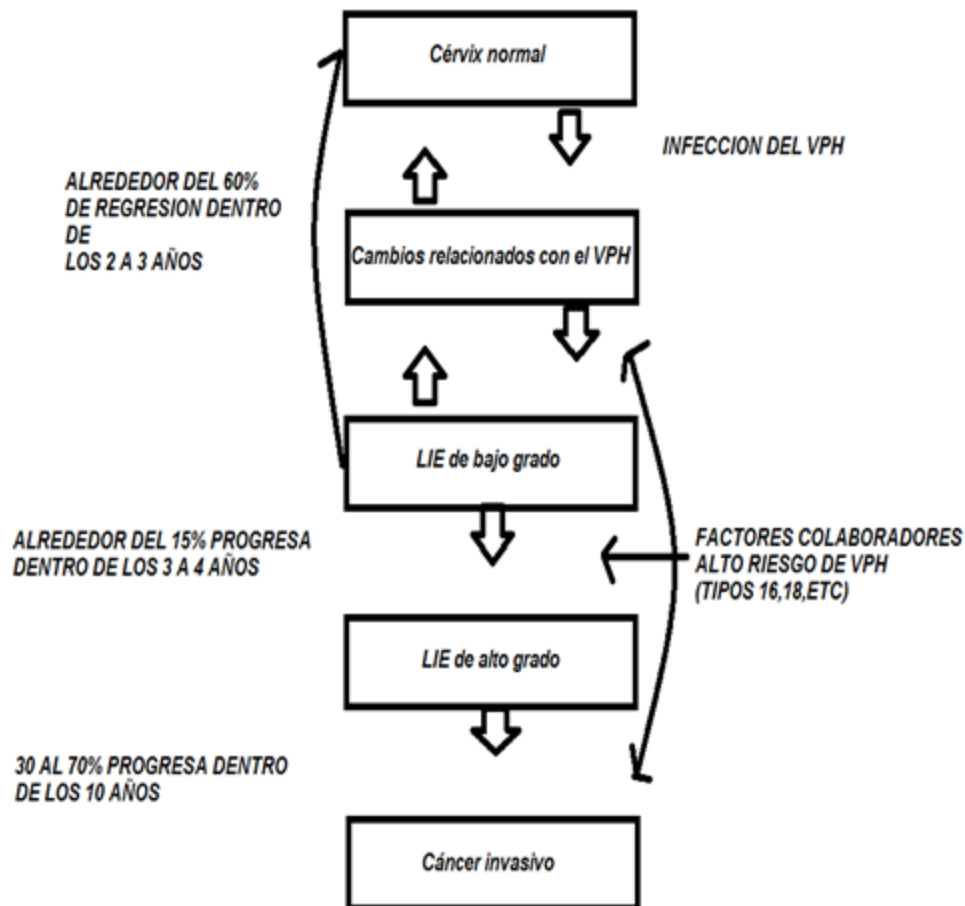 Cérvix normal
INFECCION DEL VPH
ALREDEDOR DEL 60%
DE REGRESION DENTRO
DE
LOS 2 A 3 AÑOS
Cambios relacionados con el VPH
LIE de bajo grado
ALREDEDOR DEL 15% PROGRESA
DENTRO DE LOS 3 A 4 AÑOS
FACTORES COLABORADORES
ALTO RIESGO DE VPH
(TIPOS 16,18,ETC)
LIE de alto grado
30 AL 70% PROGRESA DENTRO
DE LOS 10 AÑOS
Cáncer invasivo